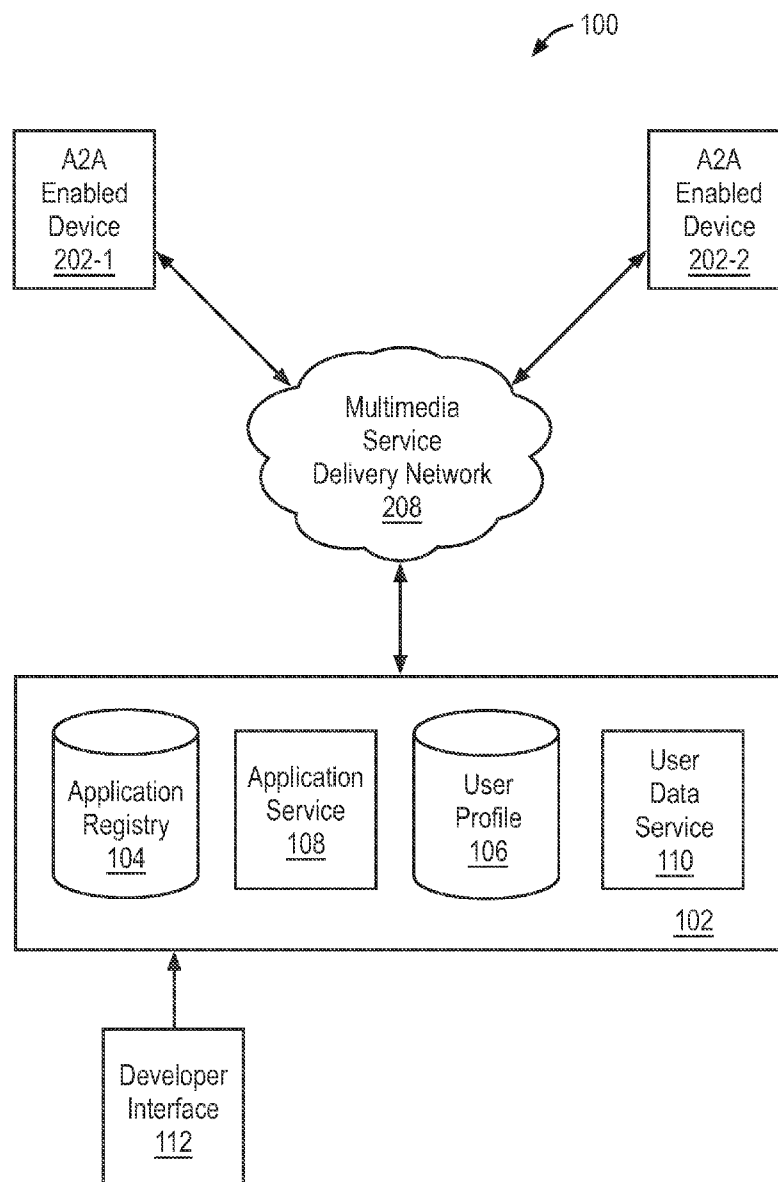 100
A2A
Enabled
Device
202-1
A2A
Enabled
Device
202-2
Multimedia
Service
Delivery Network
208
Application
Registry
104
Application
Service
108
User
Profile
106
User
Data
Service
110
102
Developer
Interface
112